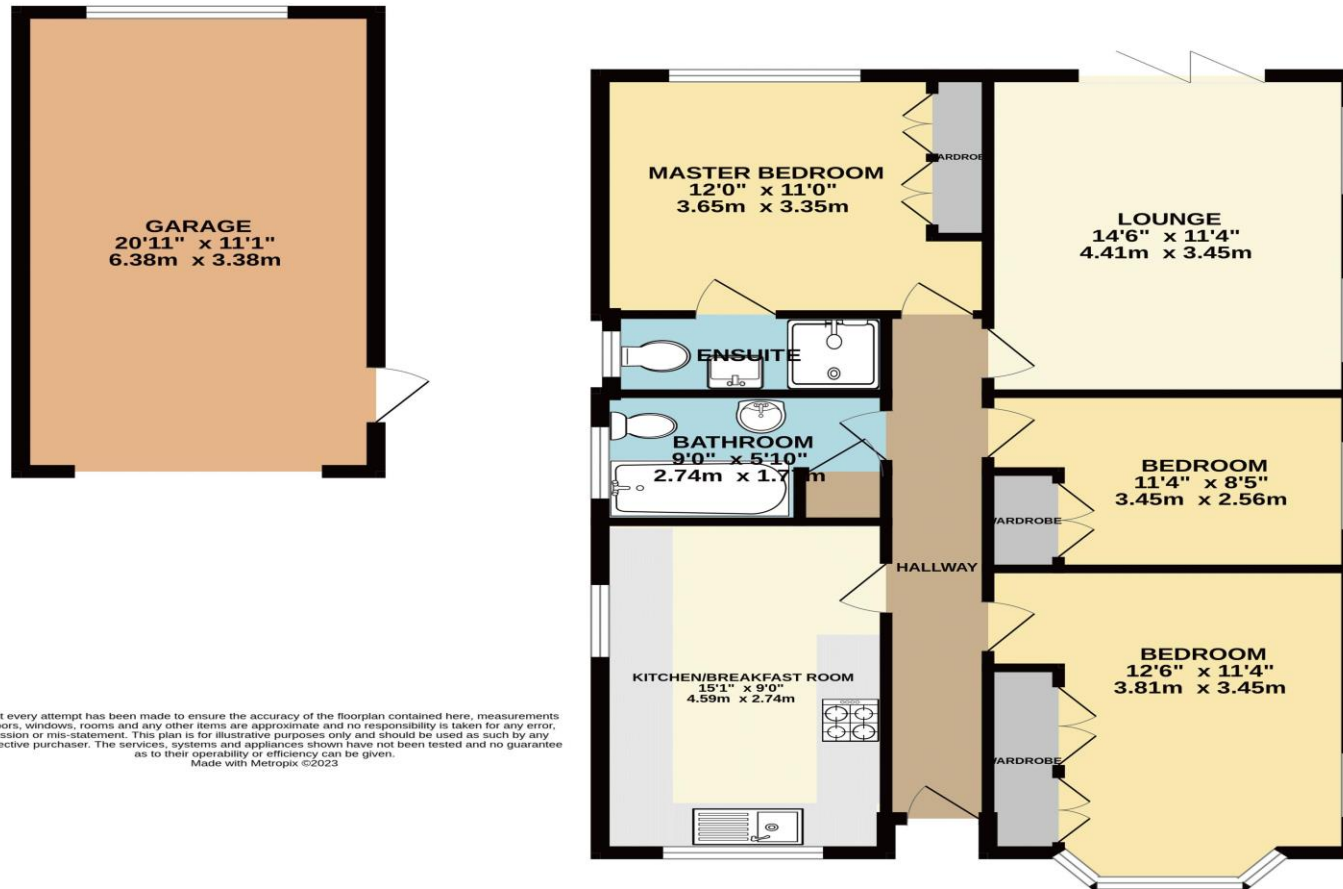 GARAGE
20'11" x 11'1"
6.38m x 3.38m
MASTER BEDROOM
12'0" x 11'0"
3.65m x 3.35m
LOUNGE
14'6" x 11'4"
4.41m x 3.45m
ENSUITE
BATHROOM
9'0" x 5'10"
2.74m x
BEDROOM
11'4" x 8'5"
3.45m x 2.56m
WARDROBE
HALLWAY
KITCHEN/BREAKFAST ROOM
15'1" x 9'0"
4.59m x 2.74m
BEDROOM
12'6" x 11'4"
3.81m x 3.45m
WARDROBE
every attempt has been made to ensure the accuracy of the floorplan contained here, measurements
windows, rooms and any other items are approximate and no responsibility is taken for any error,
or mis-statement. This plan is for illustrative purposes only and should be used as such by any
purchaser. The services, systems and appliances shown have not been tested and no guarantee
as to their operability or efficiency can be given.
Made with Metropix ©2023